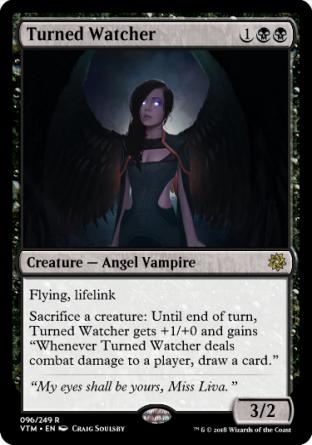 Turned Watcher 1
Creature — Angel Vampire
Flying, lifelink
Sacrifice a creature: Until end of turn,
Turned Watcher gets +1/+0 and gains
“Whenever Turned Watcher deals
combat damage to a player, draw a card.”
“My eyes shall be yours, Miss Liva.”
3/2
096/249 R
VTM • EN Craig Soulsby
™ & © 2018 Wizards of the Coast